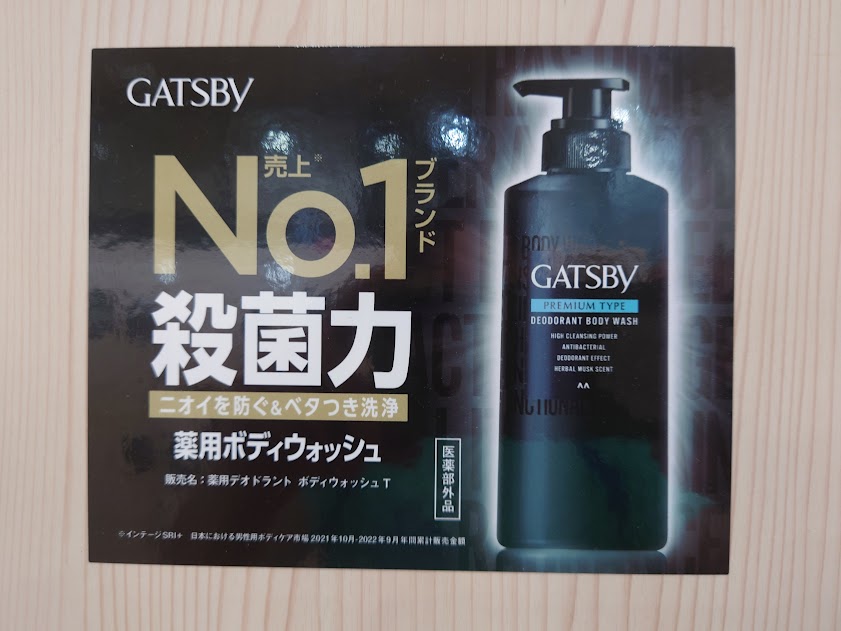 GATSBY
売上※
No.1
ブランド
殺菌力
ニオイを防ぐ&ベタつき洗浄
薬用ボディウォッシュ
販売名:薬用デオドラント ボディウォッシュT
医薬部外品
※インテージSRI+ 日本における男性用ボディケア市場 2021年10月-2022年9月 年間累計販売金額
GATSBY
PREMIUM TYPE
DEODORANT BODY WASH
HIGH CLEANSING POWER
ANTIBACTERIAL
DEODORANT EFFECT
HERBAL MUSK SCENT